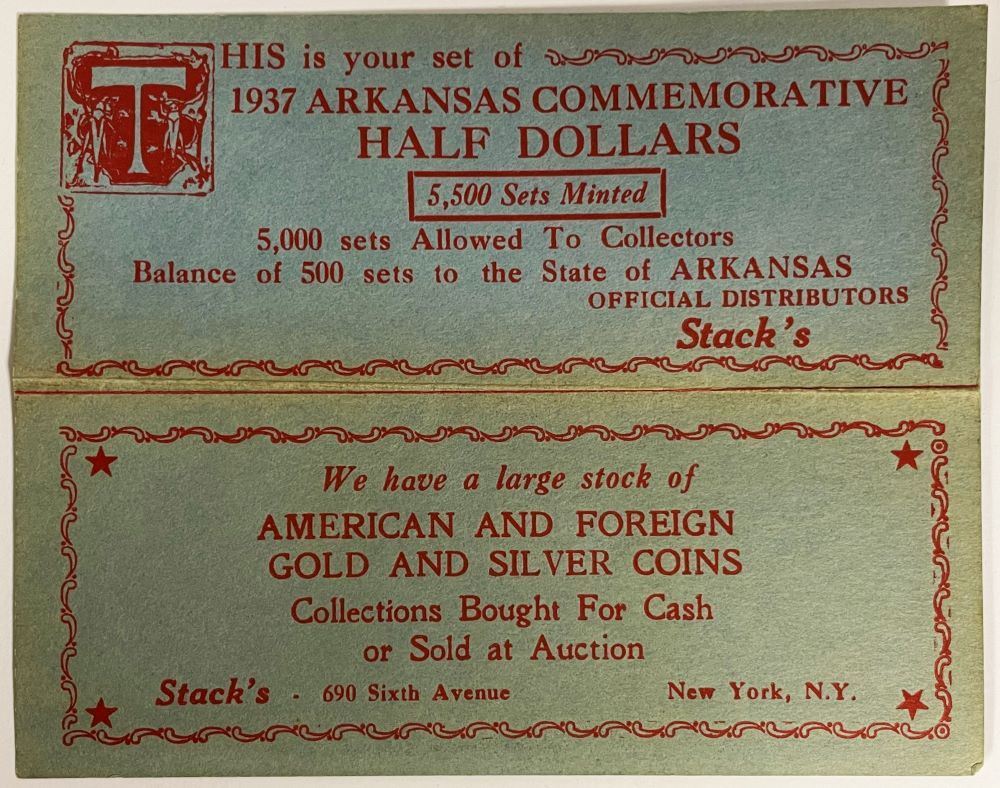 THIS is your set of
1937 ARKANSAS COMMEMORATIVE
HALF DOLLARS
5,500 Sets Minted
5,000 sets Allowed To Collectors
Balance of 500 sets to the State of ARKANSAS
OFFICIAL DISTRIBUTORS
Stack's
We have a large stock of
AMERICAN AND FOREIGN
GOLD AND SILVER COINS
Collections Bought For Cash
or Sold at Auction
Stack's - 690 Sixth Avenue New York, N.Y.